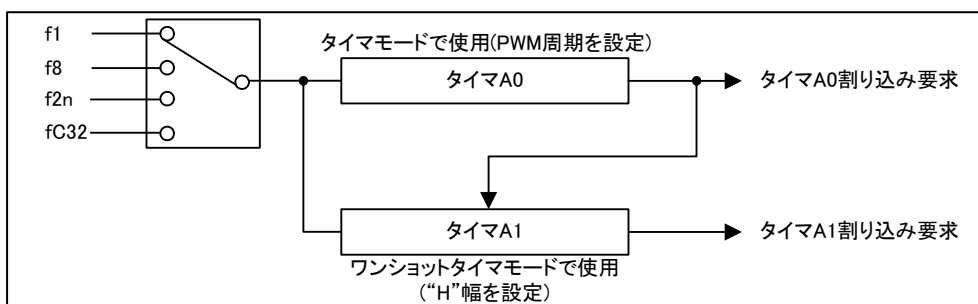 f1
f8
f2n
fC32
タイマモードで使用(PWM周期を設定)
タイマA0
タイマA0割り込み要求
タイマA1
タイマA1割り込み要求
ワンショットタイマモードで使用
(“H”幅を設定)